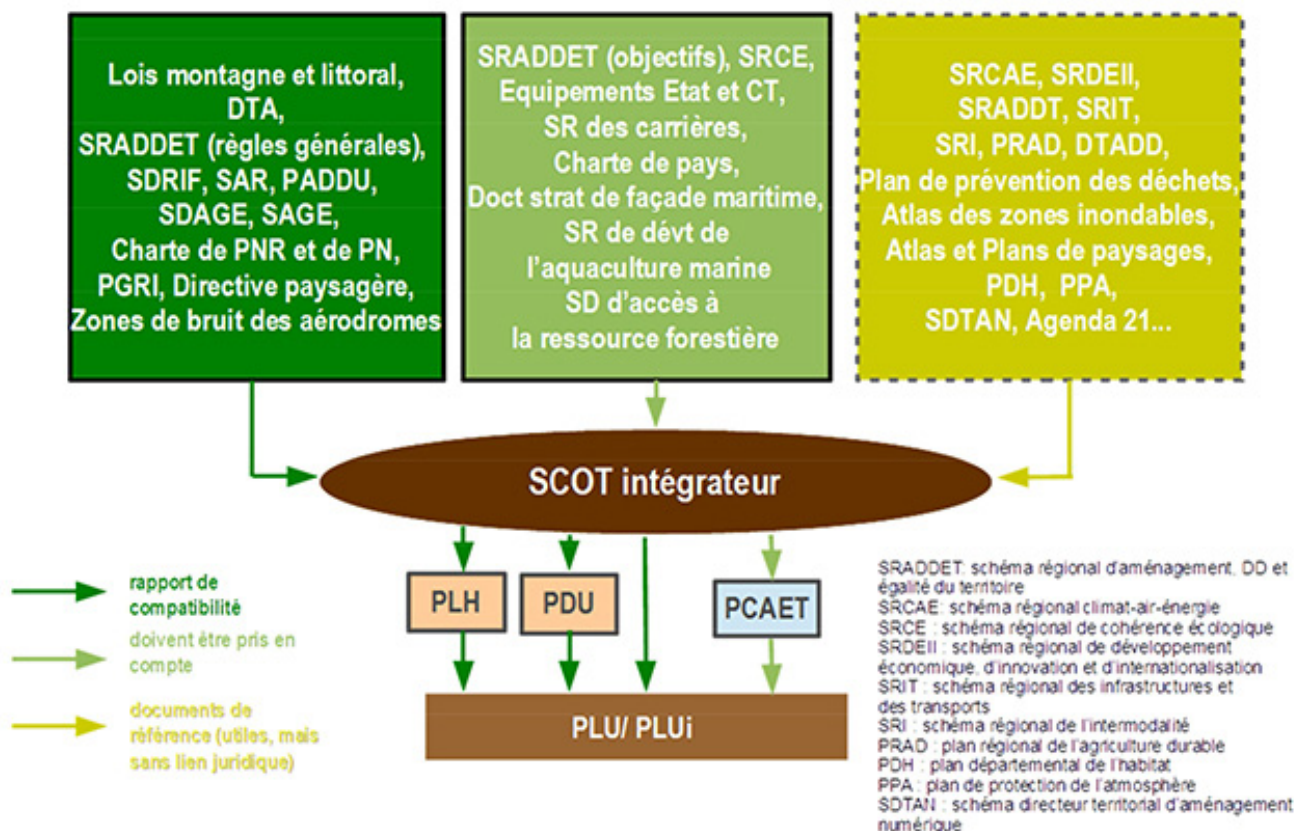 Lois montagne et littoral,
DTA,
SRADDET (règles générales),
SDRIF, SAR, PADDU,
SDAGE, SAGE,
Charte de PNR et de PN,
PGRI, Directive paysagère,
Zones de bruit des aérodromes
SRADDET (objectifs), SRCE,
Equipements Etat et CT,
SR des carrières,
Charte de pays,
Doct strat de façade maritime,
SR de dévt de
l'aquaculture marine
SD d'accès à
la ressource forestière
SRCAE, SRDEII,
SRADDT, SRIT,
SRI, PRAD, DTADD,
Plan de prévention des déchets,
Atlas des zones inondables,
Atlas et Plans de paysages,
PDH, PPA,
SDTAN, Agenda 21...
SCOT intégrateur
PLH
PDU
PCAET
PLU/ PLUi
rapport de
compatibilité
doivent être pris en
compte
documents de
référence (utiles, mais
sans lien juridique)
SRADDET: schéma régional d'aménagement, DD et
égalité du territoire
SRCAE: schéma régional climat-air-énergie
SRCE : schéma régional de cohérence écologique
SRDEII : schéma régional de développement
économique, d'innovation et d'internationalisation
SRIT : schéma régional des infrastructures et
des transports
SRI : schéma régional de l'intermodalité
PRAD : plan régional de l'agriculture durable
PDH : plan départemental de l'habitat
PPA : plan de protection de l'atmosphère
SDTAN : schéma directeur territorial d'aménagement
numérique